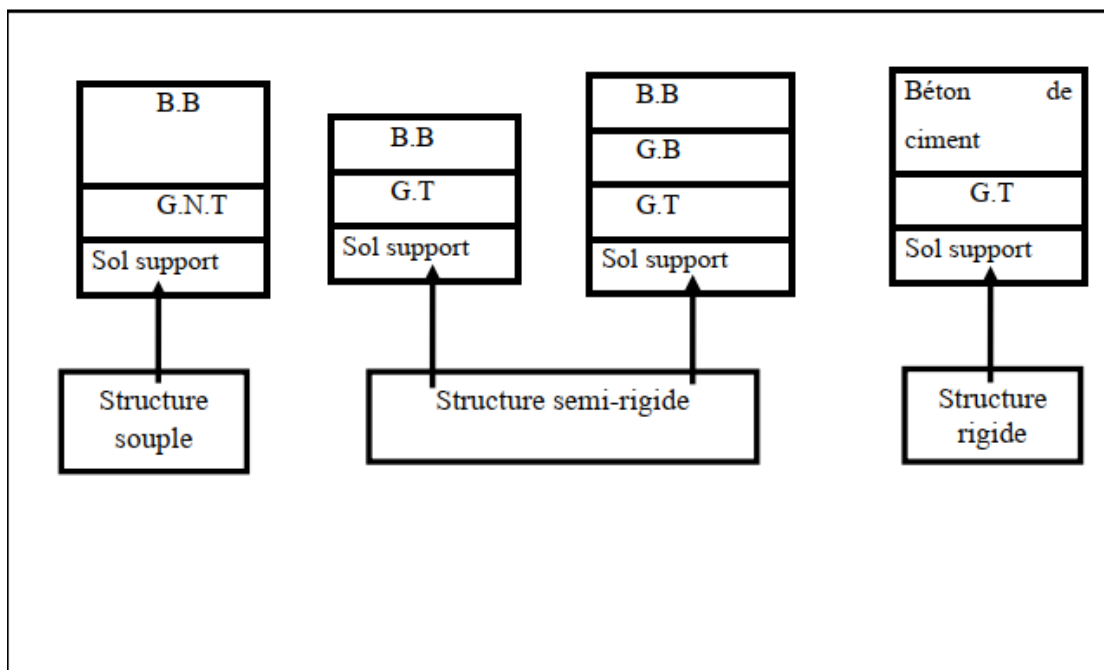 B.B
G.N.T
Sol support
B.B
G.T
Sol support
B.B
G.B
G.T
Sol support
Béton de
ciment
G.T
Sol support
Structure
souple
Structure semi-rigide
Structure
rigide